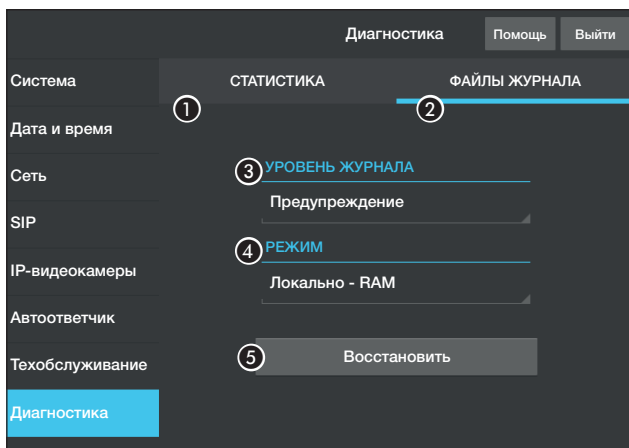 Диагностика
Помощь
Выйти
Система
Дата и время
Сеть
SIP
IP-видеокамеры
Автоответчик
Техобслуживание
Диагностика
СТАТИСТИКА
ФАЙЛЫ ЖУРНАЛА
1
2
3 УРОВЕНЬ ЖУРНАЛА
Предупреждение
4 РЕЖИМ
Локально - RAM
5 Восстановить